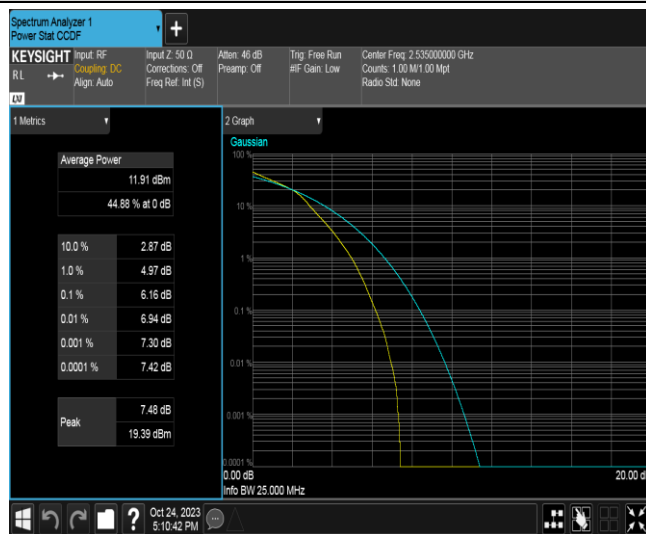 Spectrum Analyzer 1
Power Stat CCDF
+
KEYSIGHT
RL
Input: RF
Coupling: DC
Align: Auto
Input Z: 50 Ω
Corrections: Off
Freq Ref: Int (S)
Atten: 46 dB
Preamp: Off
Trig: Free Run
#IF Gain: Low
Center Freq: 2.535000000 GHz
Counts: 1.00 M/1.00 Mpt
Radio Std: None
LXI
1 Metrics
Average Power
11.91 dBm
44.88 % at 0 dB
10.0 % 2.87 dB
1.0 % 4.97 dB
0.1 % 6.16 dB
0.01 % 6.94 dB
0.001 % 7.30 dB
0.0001 % 7.42 dB
Peak
7.48 dB
19.39 dBm
2 Graph
Gaussian
100 %
10 %
1 %
0.1 %
0.01 %
0.001 %
0.0001 %
0.00 dB
20.00 d
Info BW 25.000 MHz
?
Oct 24, 2023
5:10:42 PM